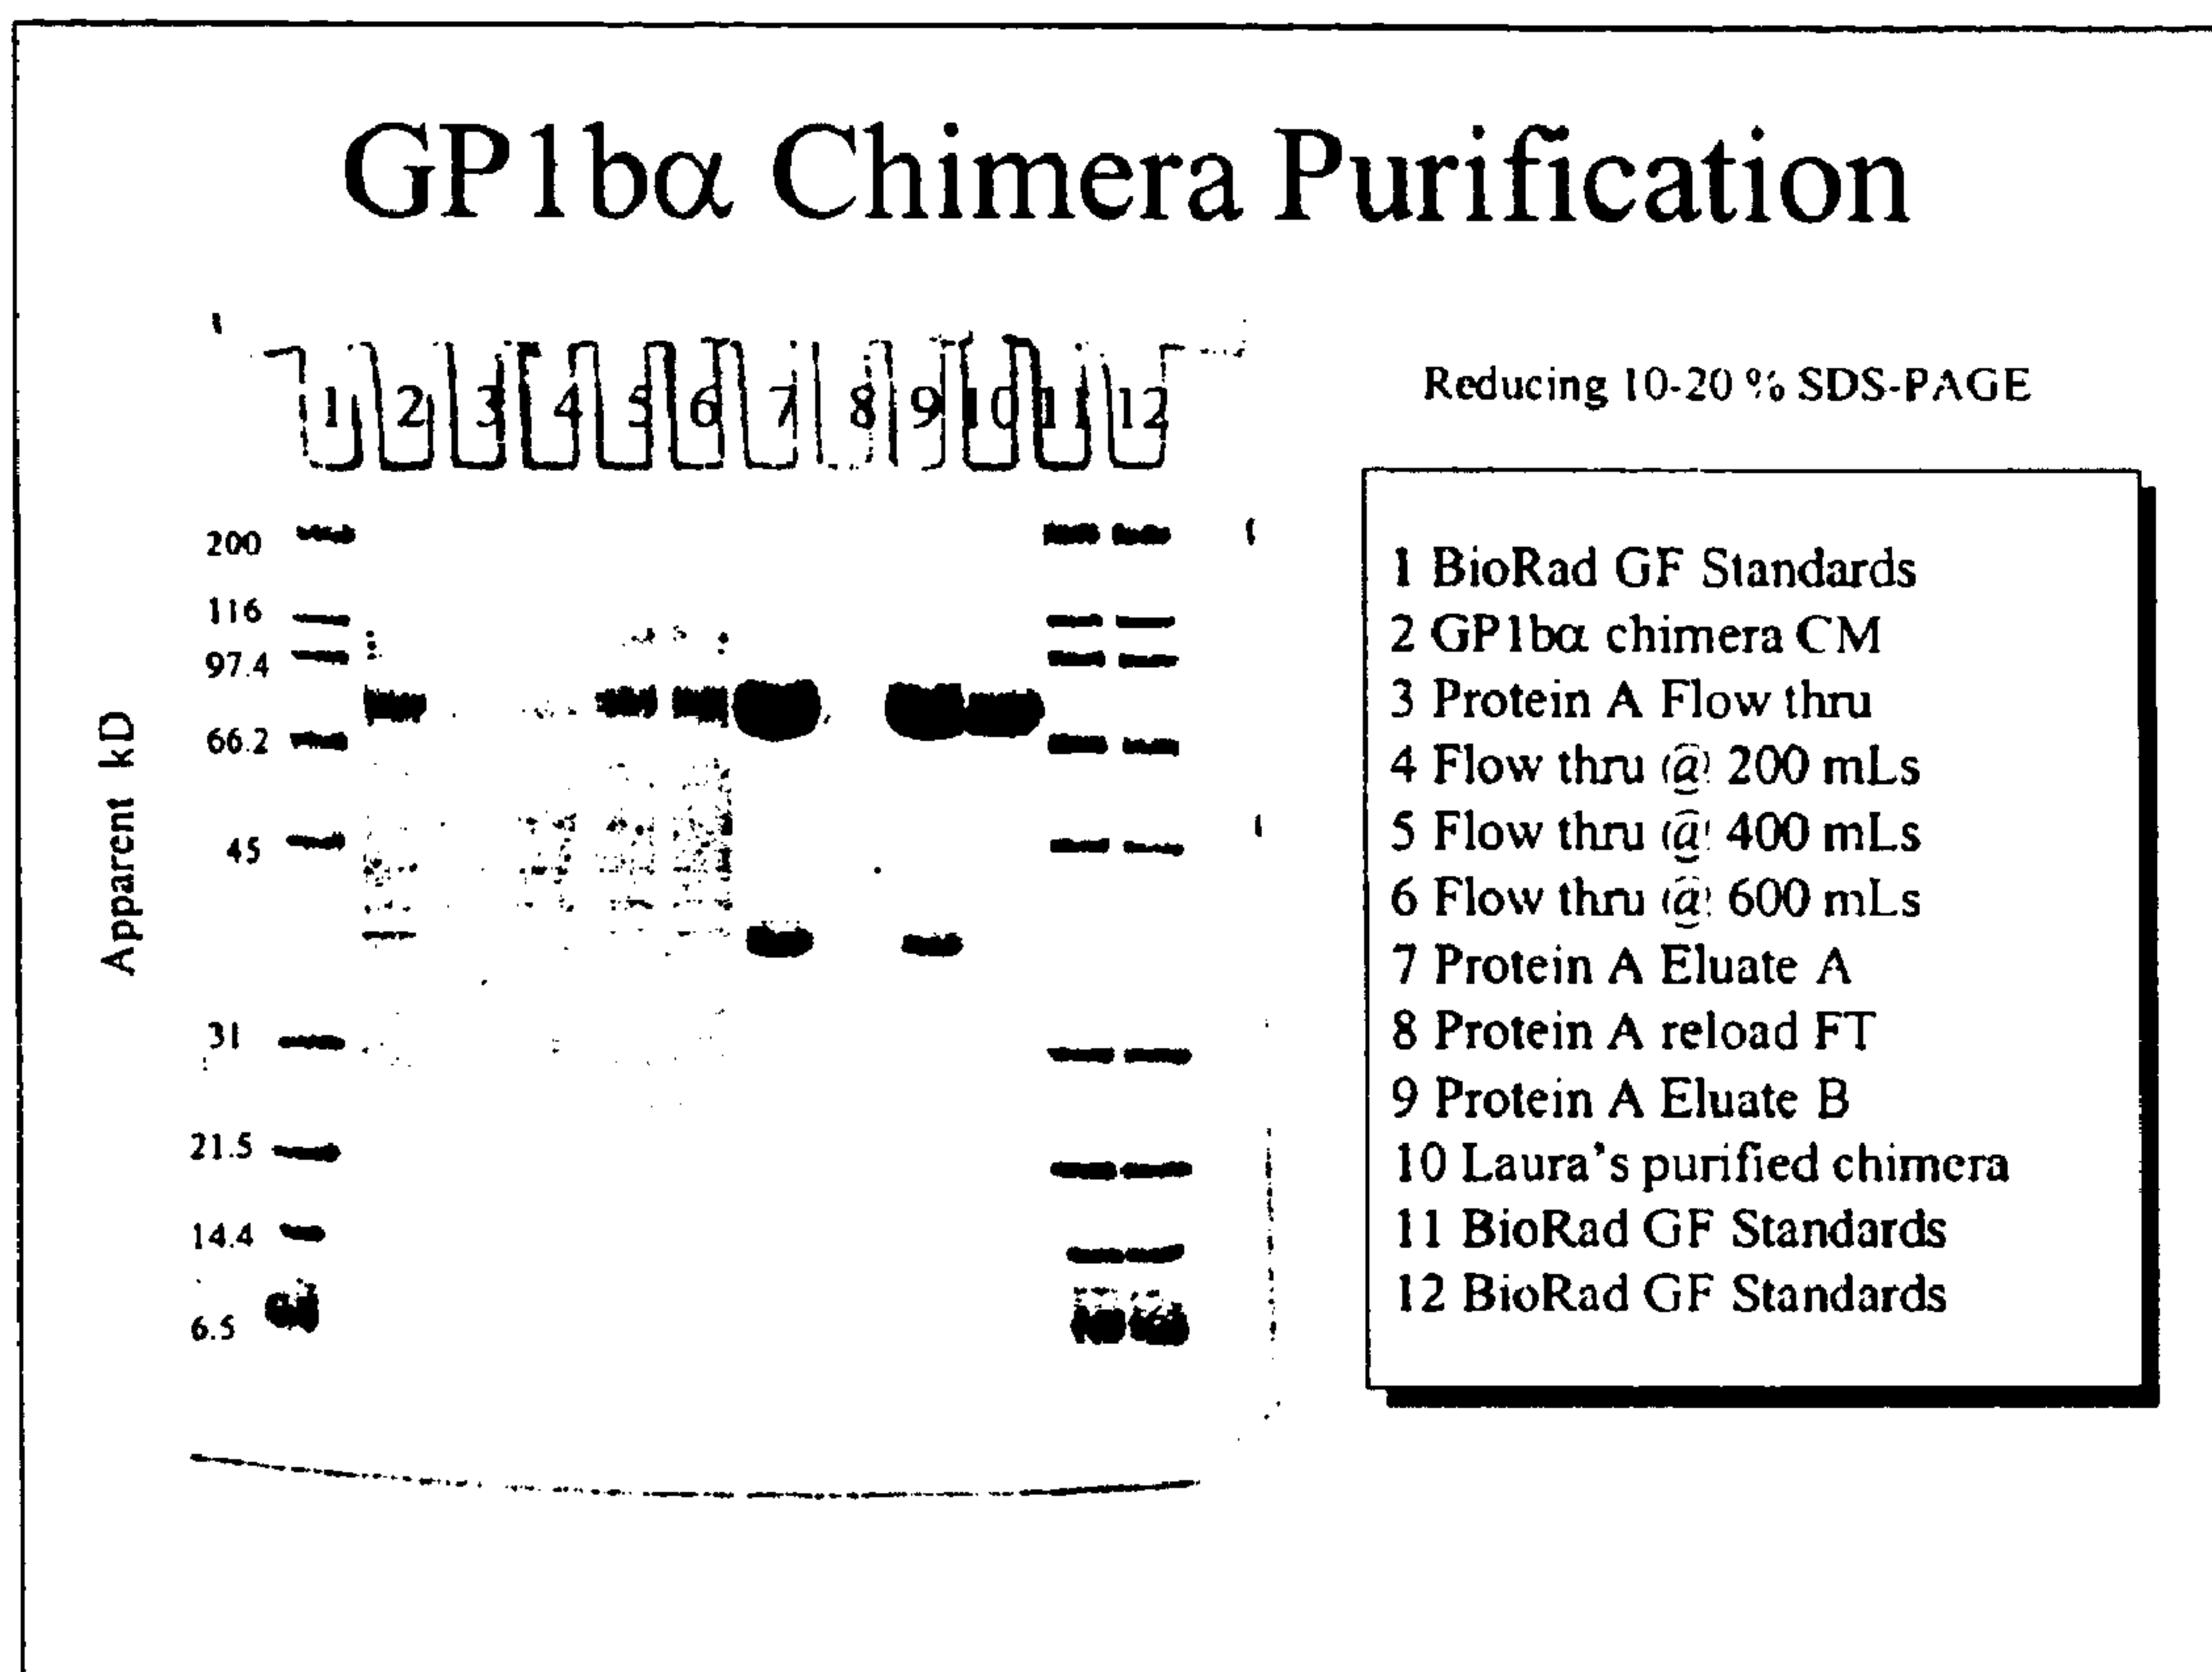 GP1bα Chimera Purification
1 2 3 4 5 6 7 8 9 10 11 12
Reducing 10-20 % SDS-PAGE
200
116
97.4
66.2
45
31
21.5
14.4
6.5
Apparent kD
1 BioRad GF Standards
2 GP1bα chimera CM
3 Protein A Flow thru
4 Flow thru @ 200 mLs
5 Flow thru @ 400 mLs
6 Flow thru @ 600 mLs
7 Protein A Eluate A
8 Protein A reload FT
9 Protein A Eluate B
10 Laura's purified chimera
11 BioRad GF Standards
12 BioRad GF Standards